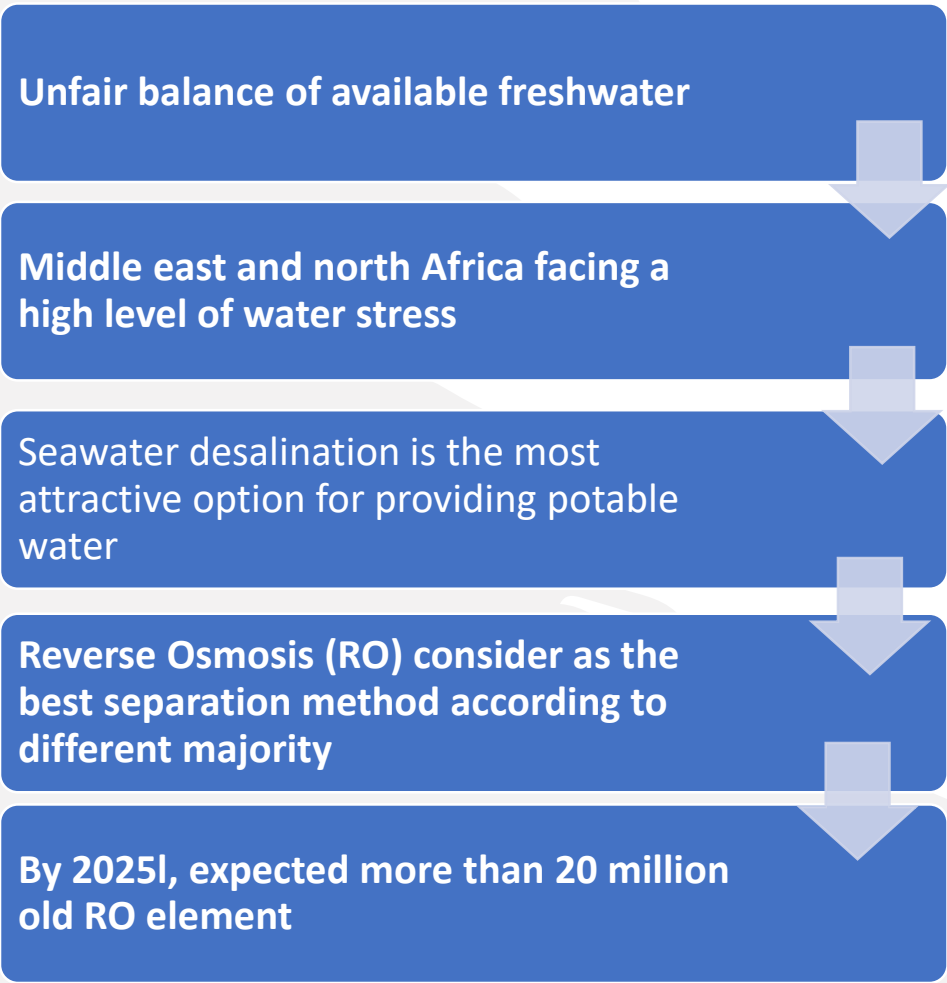 Unfair balance of available freshwater
Middle east and north Africa facing a
high level of water stress
Seawater desalination is the most
attractive option for providing potable
water
Reverse Osmosis (RO) consider as the
best separation method according to
different majority
By 2025l, expected more than 20 million
old RO element